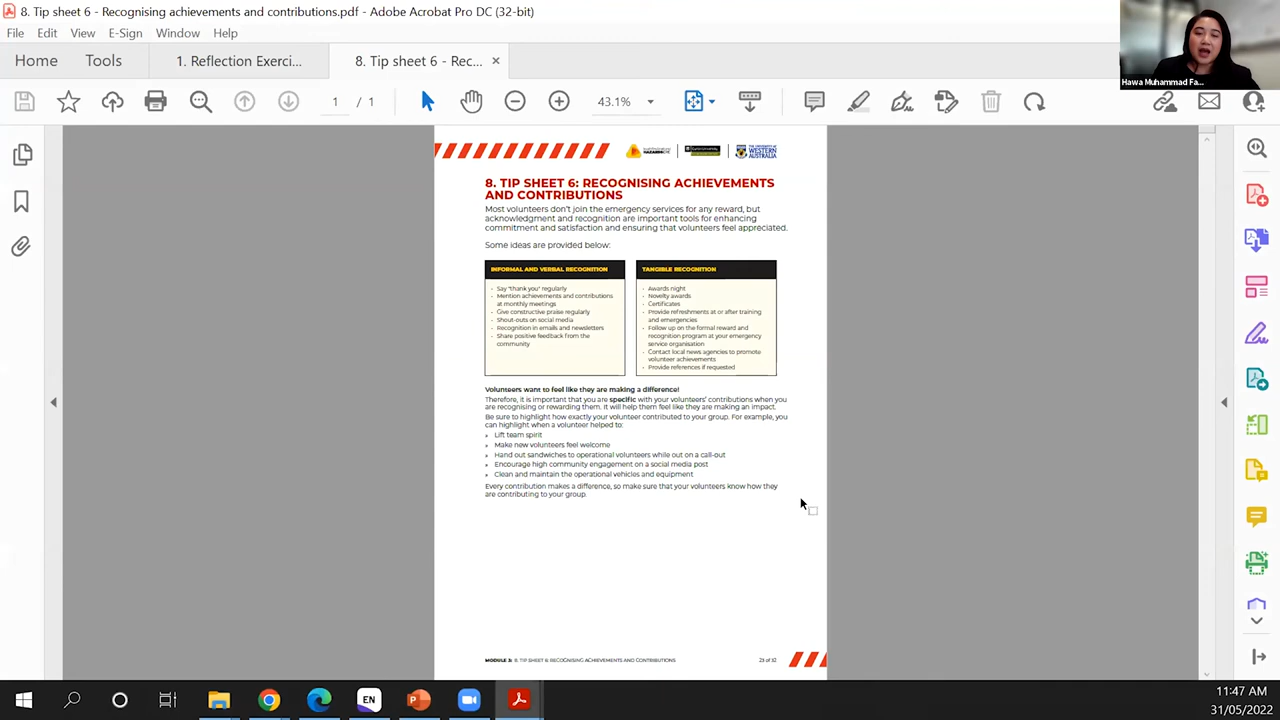 8. Tip sheet 6 - Recognising achievements and contributions.pdf - Adobe Acrobat Pro DC (32-bit)
File Edit View E-Sign Window Help
Home Tools 1. Reflection Exerci... 8. Tip sheet 6 - Rec... ×
1 / 1 43.1%
Hawa Muhammad Fa...
THE UNIVERSITY OF
WESTERN
AUSTRALIA
8. TIP SHEET 6: RECOGNISING ACHIEVEMENTS
AND CONTRIBUTIONS
Most volunteers don't join the emergency services for any reward, but
acknowledgment and recognition are important tools for enhancing
commitment and satisfaction and ensuring that volunteers feel appreciated.
Some ideas are provided below:
INFORMAL AND VERBAL RECOGNITION
- Say "thank you" regularly
- Mention achievements and contributions
at monthly meetings
- Give constructive praise regularly
- Shout-outs on social media
- Recognition in emails and newsletters
- Share positive feedback from the
community
TANGIBLE RECOGNITION
- Awards night
- Novelty awards
- Certificates
- Provide refreshments at or after training
and emergencies
- Follow up on the formal reward and
recognition program at your emergency
service organisation
- Contact local news agencies to promote
volunteer achievements
- Provide references if requested
Volunteers want to feel like they are making a difference!
Therefore, it is important that you are specific with your volunteers' contributions when you
are recognising or rewarding them. It will help them feel like they are making an impact.
Be sure to highlight how exactly your volunteer contributed to your group. For example, you
can highlight when a volunteer helped to:
» Lift team spirit
» Make new volunteers feel welcome
» Hand out sandwiches to operational volunteers while out on a call-out
» Encourage high community engagement on a social media post
» Clean and maintain the operational vehicles and equipment
Every contribution makes a difference, so make sure that your volunteers know how they
are contributing to your group.
MODULE 3: 8. TIP SHEET 6: RECOGNISING ACHIEVEMENTS AND CONTRIBUTIONS 23 of 32
EN
11:47 AM
31/05/2022